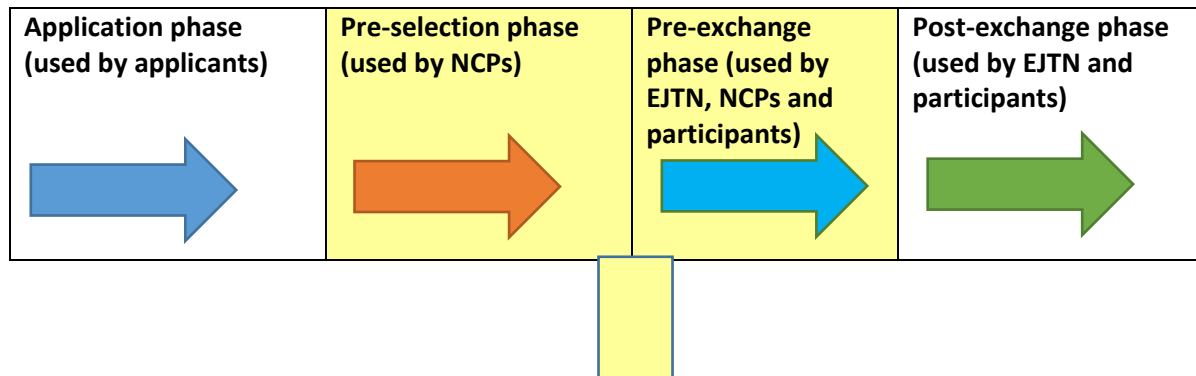 Application phase
(used by applicants)
Pre-selection phase
(used by NCPs)
Pre-exchange
phase (used by
EJTN, NCPs and
participants)
Post-exchange phase
(used by EJTN and
participants)